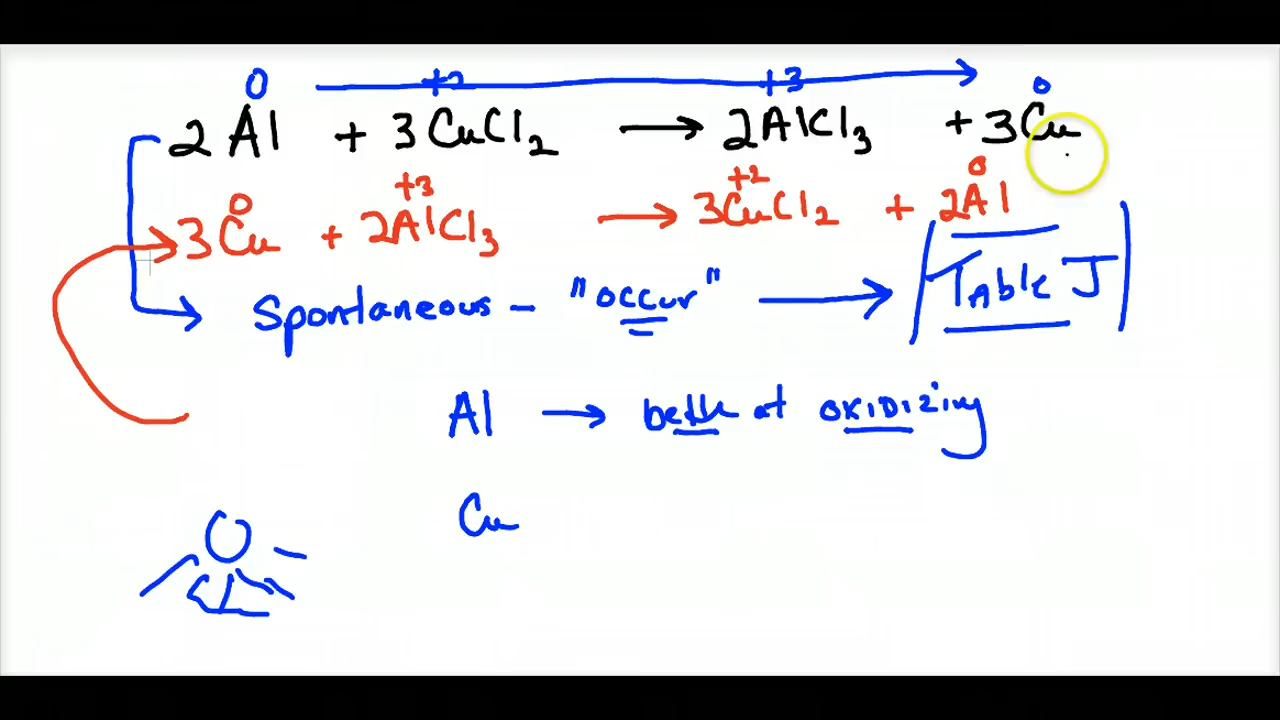 0 +2 +3 0
2Al + 3CuCl₂ → 2AlCl₃ + 3Cu
0 +3 +2 0
3Cu + 2AlCl₃ → 3CuCl₂ + 2Al
Spontaneous - "occur" → Table J
Al → at oxidizing
Cu